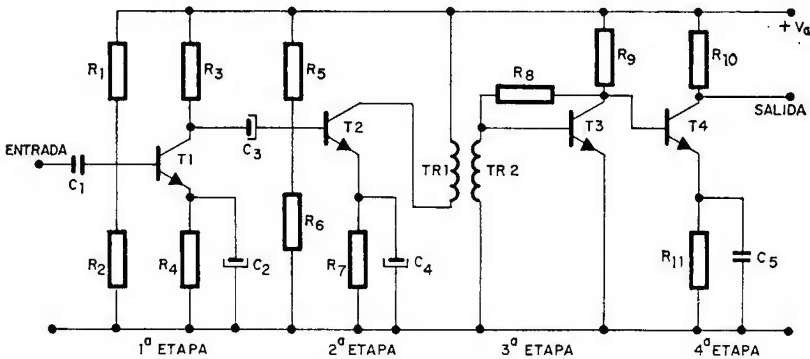 + Va
R1
R3
R5
R8
R9
R10
SALIDA
ENTRADA
C1
T1
C3
T2
TR1
TR2
T3
T4
R2
R4
C2
R6
R7
C4
R11
C5
1ª ETAPA
2ª ETAPA
3ª ETAPA
4ª ETAPA